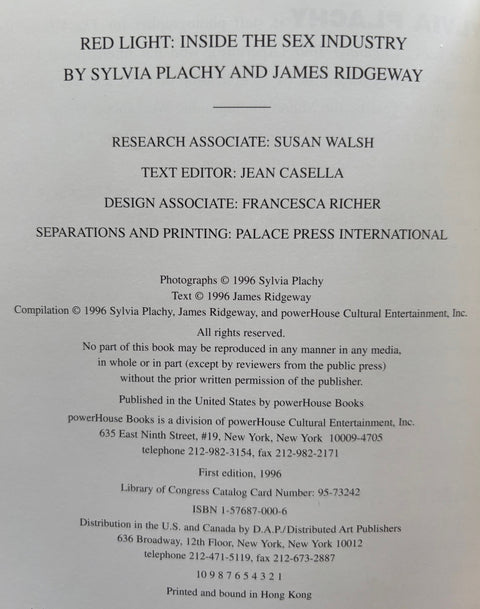 RED LIGHT: INSIDE THE SEX INDUSTRY
BY SYLVIA PLACHY AND JAMES RIDGEWAY
RESEARCH ASSOCIATE: SUSAN WALSH
TEXT EDITOR: JEAN CASELLA
DESIGN ASSOCIATE: FRANCESCA RICHER
SEPARATIONS AND PRINTING: PALACE PRESS INTERNATIONAL
Photographs © 1996 Sylvia Plachy
Text © 1996 James Ridgeway
Compilation © 1996 Sylvia Plachy, James Ridgeway, and powerHouse Cultural Entertainment, Inc.
All rights reserved.
No part of this book may be reproduced in any manner in any media,
in whole or in part (except by reviewers from the public press)
without the prior written permission of the publisher.
Published in the United States by powerHouse Books
powerHouse Books is a division of powerHouse Cultural Entertainment, Inc.
635 East Ninth Street, #19, New York, New York 10009-4705
telephone 212-982-3154, fax 212-982-2171
First edition, 1996
Library of Congress Catalog Card Number: 95-73242
ISBN 1-57687-000-6
Distribution in the U.S. and Canada by D.A.P./Distributed Art Publishers
636 Broadway, 12th Floor, New York, New York 10012
telephone 212-471-5119, fax 212-673-2887
10 9 8 7 6 5 4 3 2 1
Printed and bound in Hong Kong